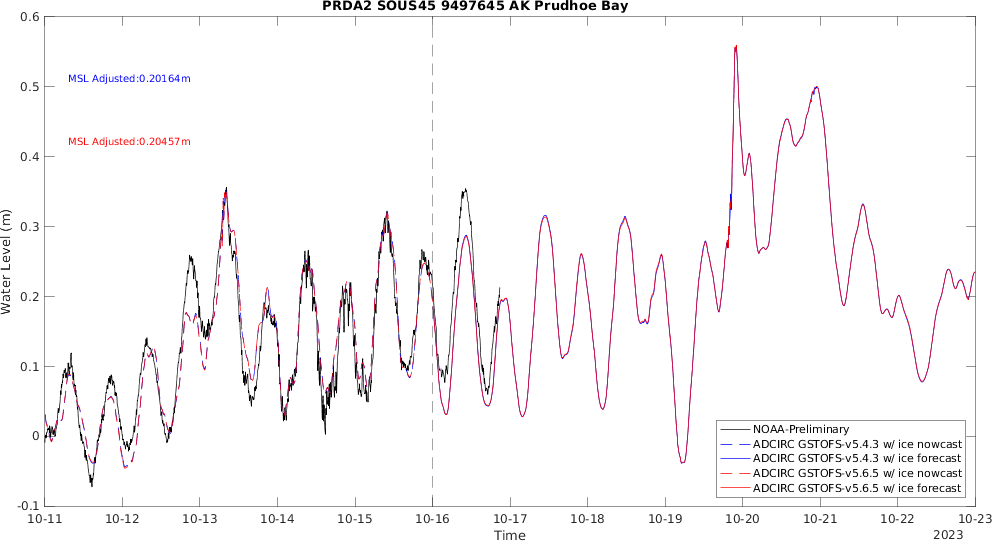 PRDA2 SOUS45 9497645 AK Prudhoe Bay
0.6
MSL Adjusted:0.20164m
0.5
MSL Adjusted:0.20457m
0.4
0.3
Water Level (m)
0.2
0.1
0
-0.1
NOAA-Preliminary
ADCIRC GSTOFS-v5.4.3 w/ ice nowcast
ADCIRC GSTOFS-v5.4.3 w/ ice forecast
ADCIRC GSTOFS-v5.6.5 w/ ice nowcast
ADCIRC GSTOFS-v5.6.5 w/ ice forecast
10-11 10-12 10-13 10-14 10-15 10-16 10-17 10-18 10-19 10-20 10-21 10-22 10-23
Time
2023